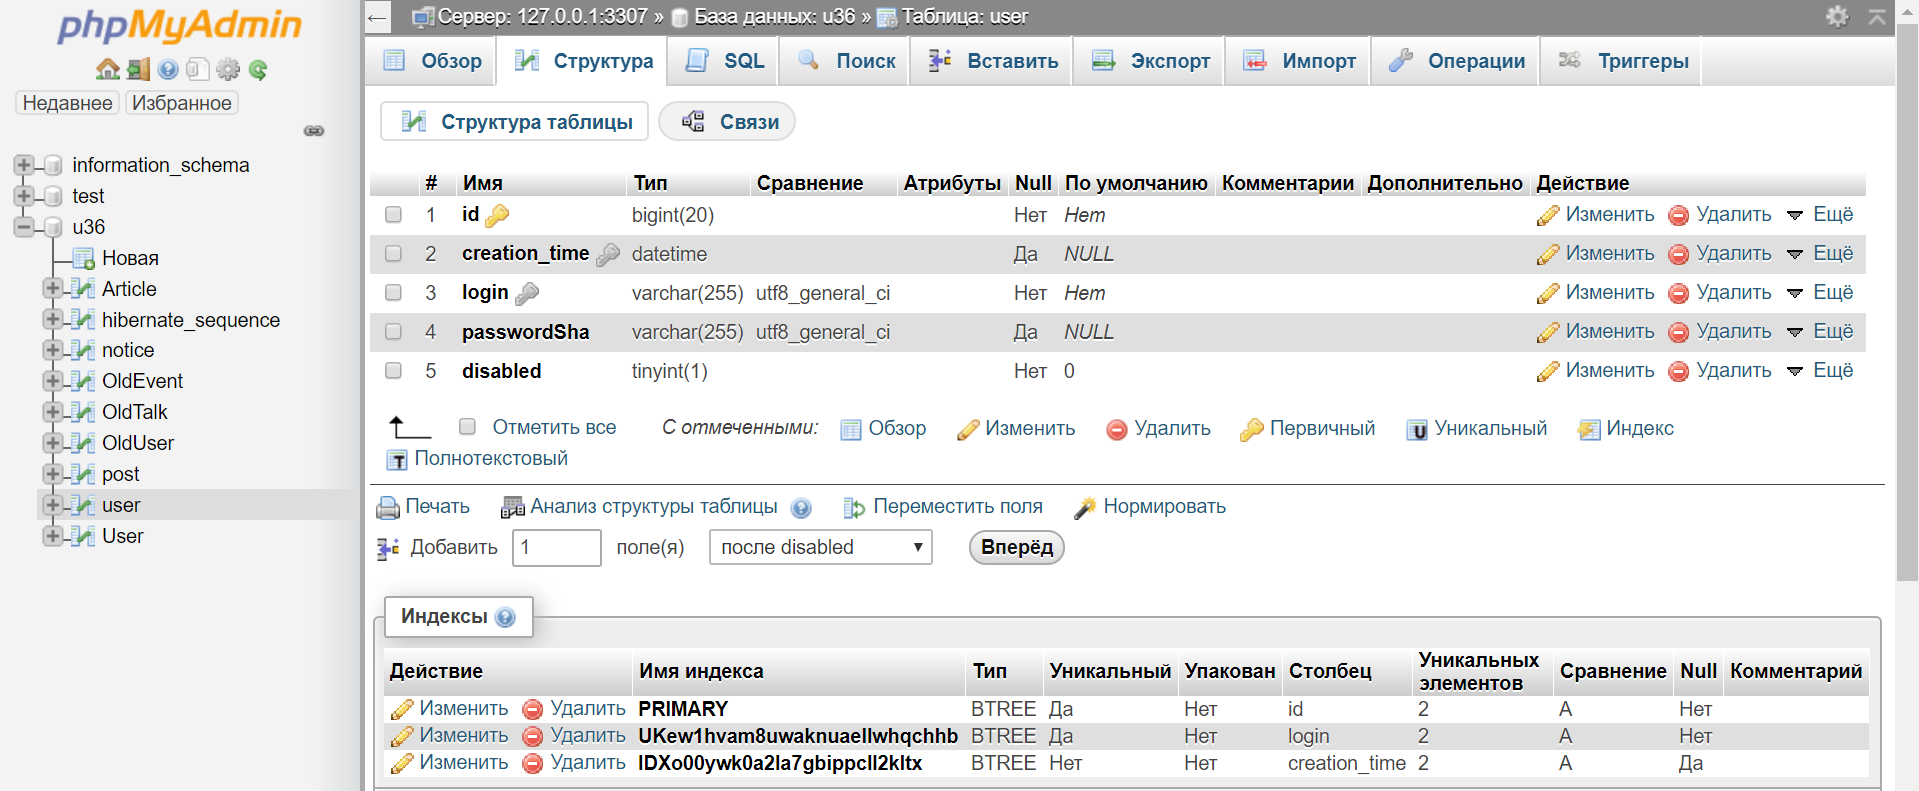 phpMyAdmin
Недавнее Избранное
information_schema
test
u36
Новая
Article
hibernate_sequence
notice
OldEvent
OldTalk
OldUser
post
user
User
Сервер: 127.0.0.1:3307 » База данных: u36 » Таблица: user
Обзор Структура SQL Поиск Вставить Экспорт Импорт Операции Триггеры
Структура таблицы Связи
# Имя Тип Сравнение Атрибуты Null По умолчанию Комментарии Дополнительно Действие
1 id bigint(20) Нет Нет Изменить Удалить Ещё
2 creation_time datetime Да NULL Изменить Удалить Ещё
3 login varchar(255) utf8_general_ci Нет Нет Изменить Удалить Ещё
4 passwordSha varchar(255) utf8_general_ci Да NULL Изменить Удалить Ещё
5 disabled tinyint(1) Нет 0 Изменить Удалить Ещё
Отметить все С отмеченными: Обзор Изменить Удалить Первичный Уникальный Индекс
Полнотекстовый
Печать Анализ структуры таблицы Переместить поля Нормировать
Добавить 1 поле(я) после disabled Вперёд
Индексы
Действие Имя индекса Тип Уникальный Упакован Столбец Уникальных элементов Сравнение Null Комментарий
Изменить Удалить PRIMARY BTREE Да Нет id 2 A Нет
Изменить Удалить UKew1hvam8uwaknuaellwhqchhb BTREE Да Нет login 2 A Нет
Изменить Удалить IDXo00ywk0a2la7gbippcll2kltx BTREE Нет Нет creation_time 2 A Да